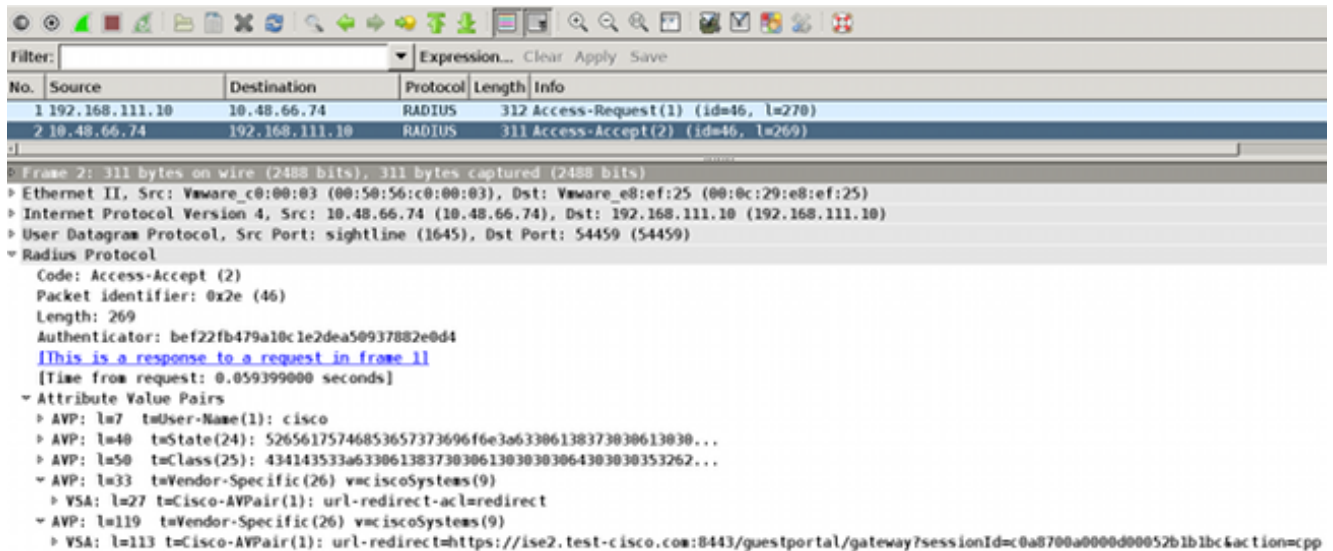 Filter: Expression... Clear Apply Save
No. Source Destination Protocol Length Info
1 192.168.111.10 10.48.66.74 RADIUS 312 Access-Request(1) (id=46, l=270)
2 10.48.66.74 192.168.111.10 RADIUS 311 Access-Accept(2) (id=46, l=269)
Frame 2: 311 bytes on wire (2488 bits), 311 bytes captured (2488 bits)
Ethernet II, Src: Vmware_c0:00:03 (00:50:56:c0:00:03), Dst: Vmware_e8:ef:25 (00:0c:29:e8:ef:25)
Internet Protocol Version 4, Src: 10.48.66.74 (10.48.66.74), Dst: 192.168.111.10 (192.168.111.10)
User Datagram Protocol, Src Port: sightline (1645), Dst Port: 54459 (54459)
Radius Protocol
Code: Access-Accept (2)
Packet identifier: 0x2e (46)
Length: 269
Authenticator: bef22fb479a10c1e2dea50937882e0d4
[This is a response to a request in frame 1]
[Time from request: 0.059399000 seconds]
Attribute Value Pairs
AVP: l=7 t=User-Name(1): cisco
AVP: l=40 t=State(24): 52656175746853657373696f6e3a63306138373030613030...
AVP: l=50 t=Class(25): 434143533a63306138373030613030303064303030353262...
AVP: l=33 t=Vendor-Specific(26) v=ciscoSystems(9)
VSA: l=27 t=Cisco-AVPair(1): url-redirect-acl=redirect
AVP: l=119 t=Vendor-Specific(26) v=ciscoSystems(9)
VSA: l=113 t=Cisco-AVPair(1): url-redirect=https://ise2.test-cisco.com:8443/guestportal/gateway?sessionId=c0a8700a0000d00052b1b1bc&action=cpp